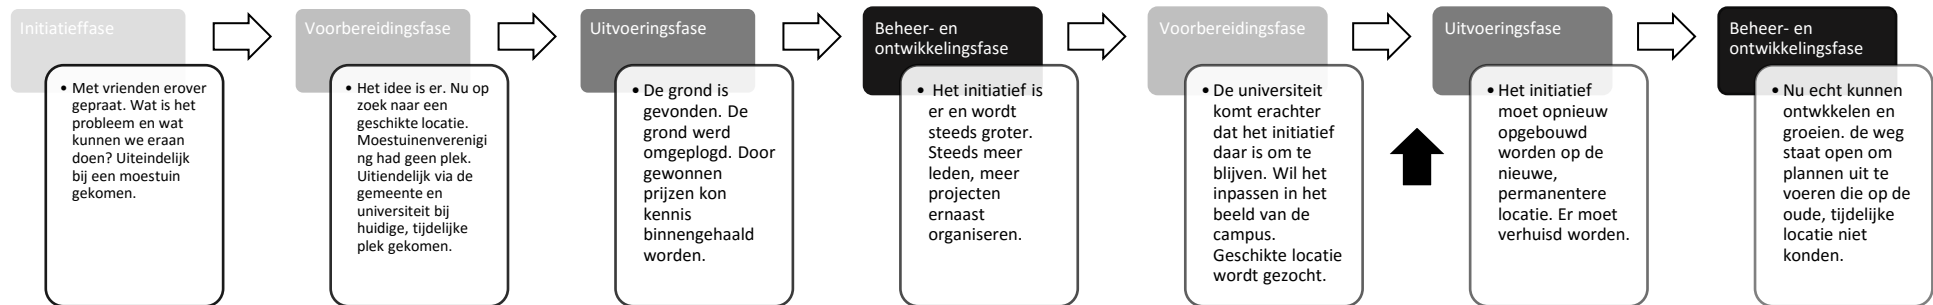 Initiatieffase
• Met vrienden erover
gepraat. Wat is het
probleem en wat
kunnen we eraan
doen? Uiteindelijk
bij een moestuin
gekomen.
Voorbereidingsfase
• Het idee is er. Nu op
zoek naar een
geschikte locatie.
Moestuinenverenigi
ng had geen plek.
Uitiendelijk via de
gemeente en
universiteit bij
huidige, tijdelijke
plek gekomen.
Uitvoeringsfase
• De grond is
gevonden. De
grond werd
omgeplogd. Door
gewonnen
prijzen kon
kennis
binnengehaald
worden.
Beheer- en
ontwikkelingsfase
• Het initiatief is
er en wordt
steeds groter.
Steeds meer
leden, meer
projecten
ernaast
organiseren.
Voorbereidingsfase
• De universiteit
komt erachter
dat het initiatief
daar is om te
blijven. Wil het
inpassen in het
beeld van de
campus.
Geschikte locatie
wordt gezocht.
Uitvoeringsfase
• Het initiatief
moet opnieuw
opgebouwd
worden op de
nieuwe,
permanentere
locatie. Er moet
verhuisd worden.
Beheer- en
ontwikkelingsfase
• Nu echt kunnen
ontwkkelen en
groeien. de weg
staat open om
plannen uit te
voeren die op de
oude, tijdelijke
locatie niet
konden.